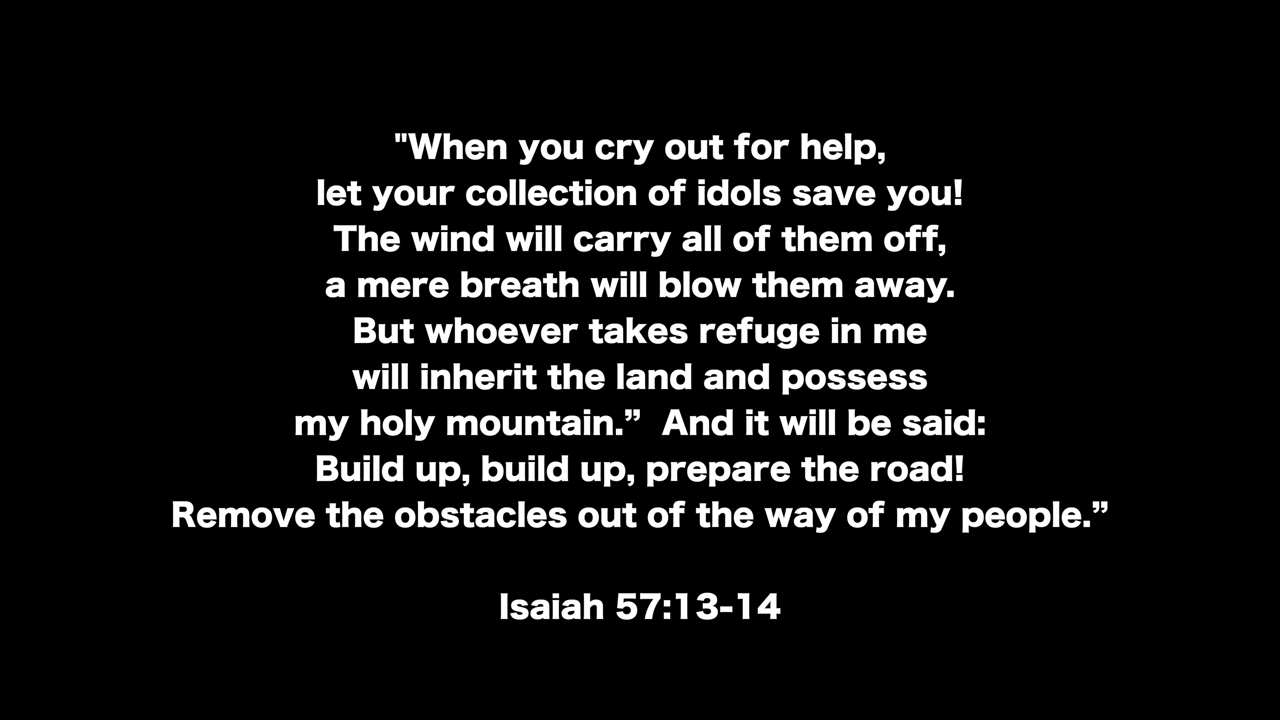 "When you cry out for help,
let your collection of idols save you!
The wind will carry all of them off,
a mere breath will blow them away.
But whoever takes refuge in me
will inherit the land and possess
my holy mountain.”  And it will be said:
Build up, build up, prepare the road!
Remove the obstacles out of the way of my people.”
Isaiah 57:13-14